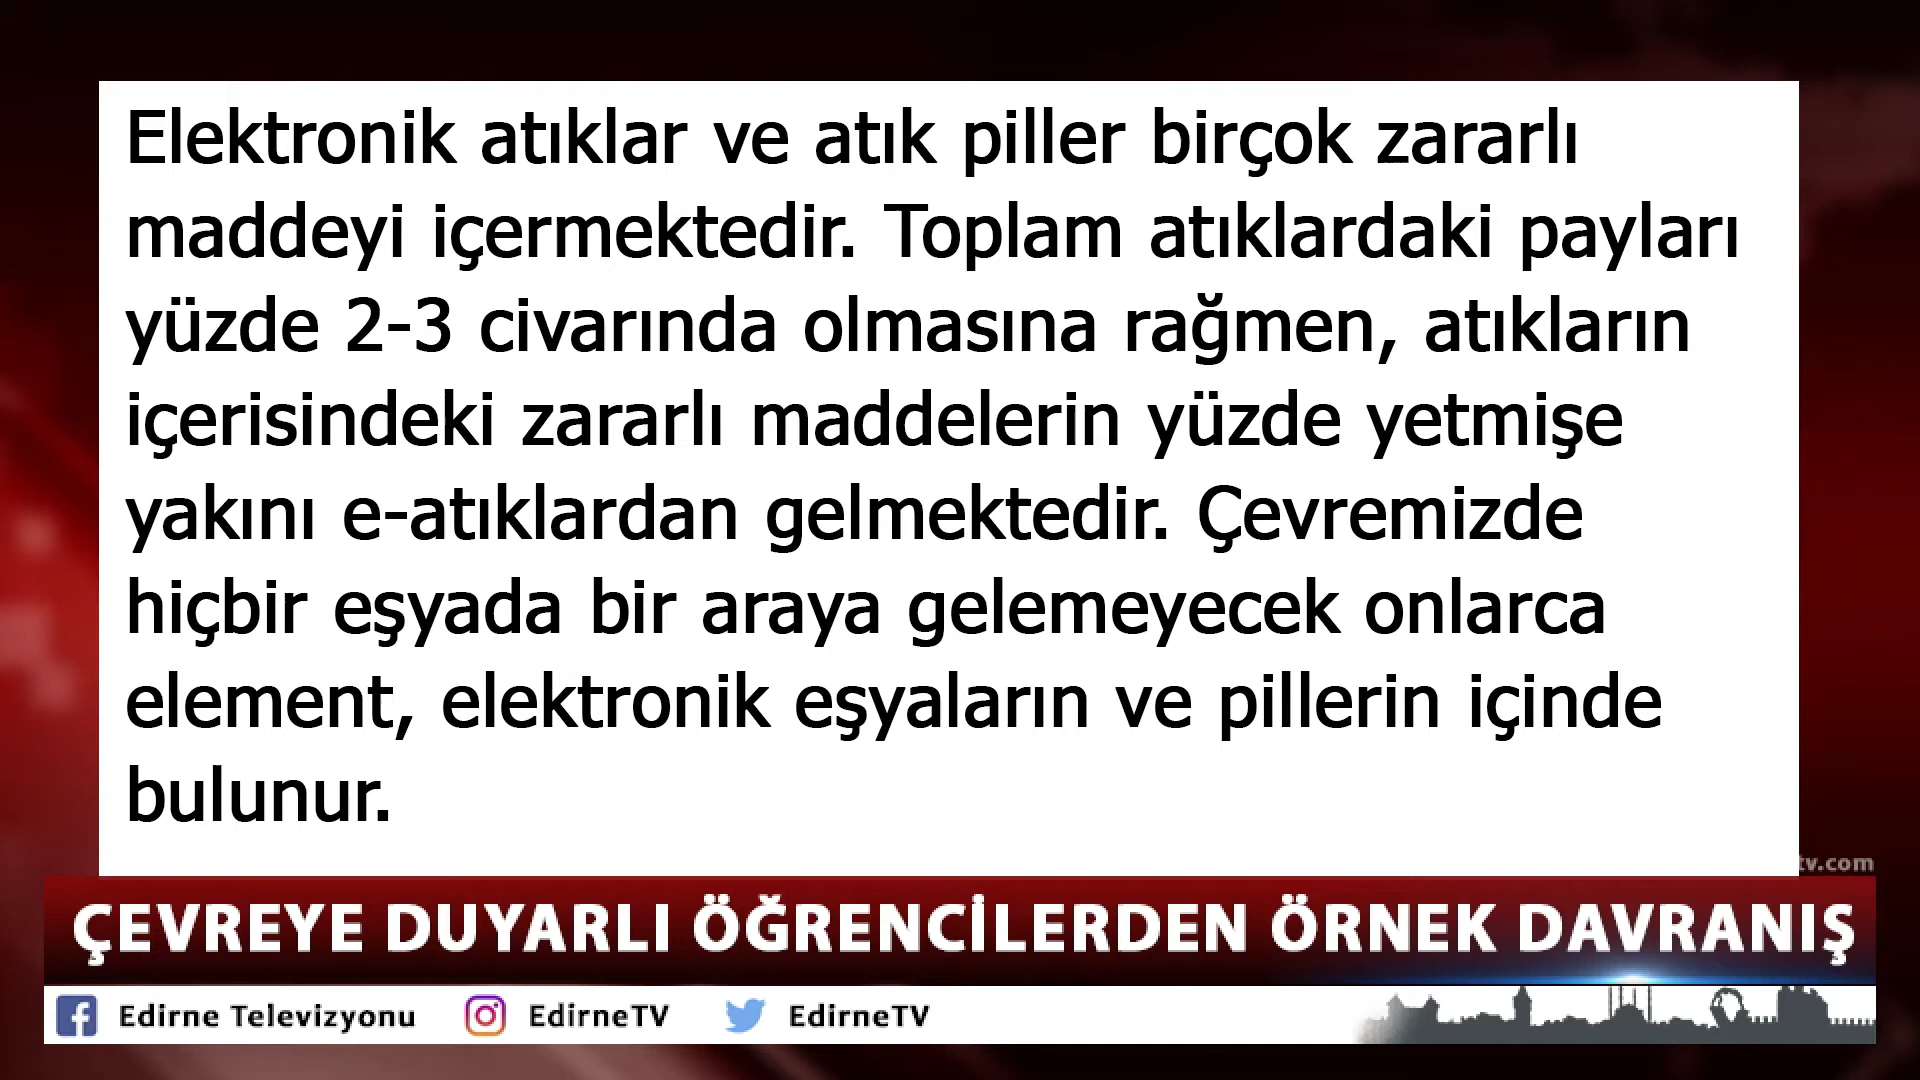 Elektronik atıklar ve atık piller birçok zararlı
maddeyi içermektedir. Toplam atıklardaki payları
yüzde 2-3 civarında olmasına rağmen, atıkların
içerisindeki zararlı maddelerin yüzde yetmişe
yakını e-atıklardan gelmektedir. Çevremizde
hiçbir eşyada bir araya gelemeyecek onlarca
element, elektronik eşyaların ve pillerin içinde
bulunur.
tv.com
ÇEVREYE DUYARLI ÖĞRENCİLERDEN ÖRNEK DAVRANIŞ
Edirne Televizyonu EdirneTV EdirneTV